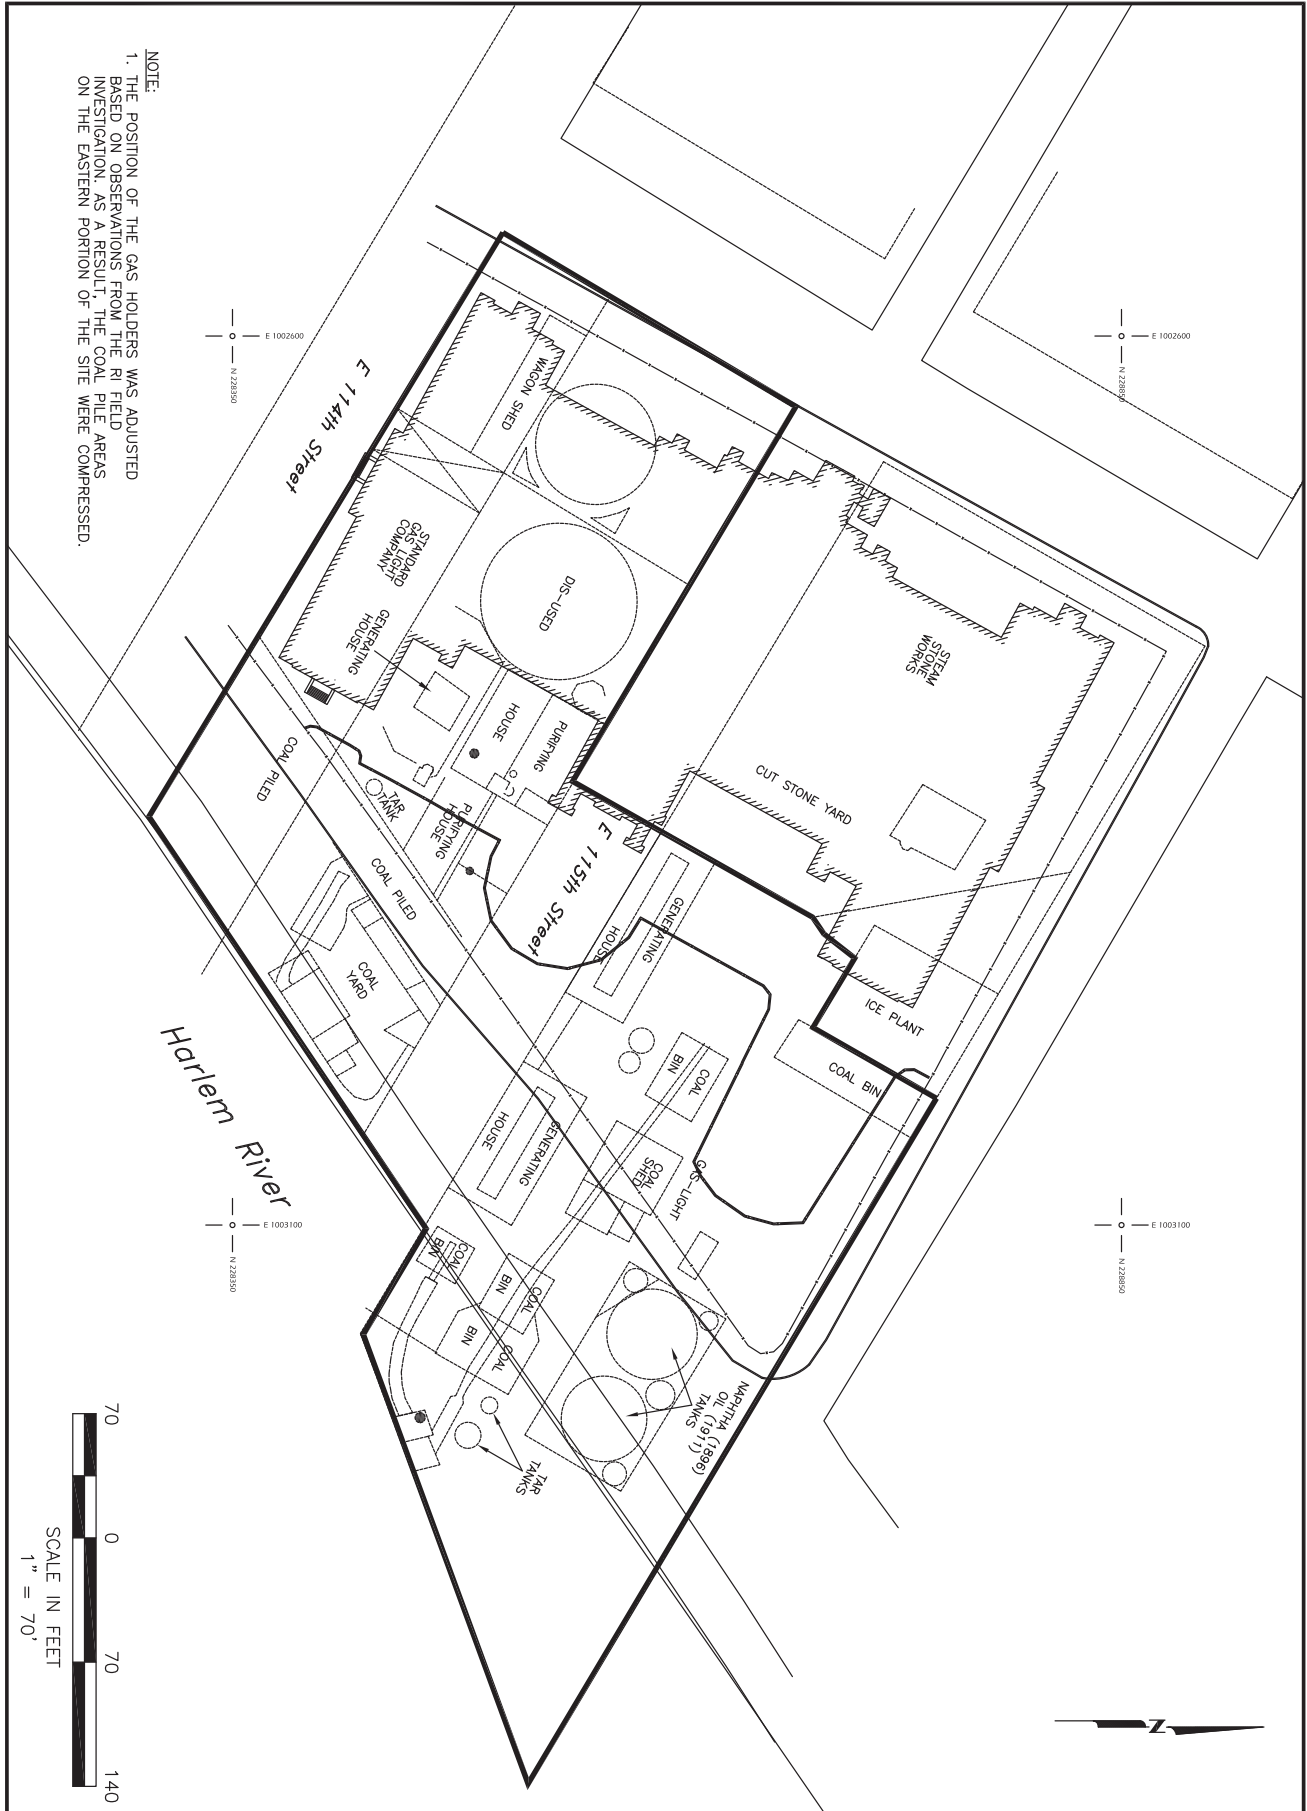 NOTE:
1. THE POSITION OF THE GAS HOLDERS WAS ADJUSTED
BASED ON OBSERVATIONS FROM THE RI FIELD
INVESTIGATION. AS A RESULT, THE COAL PILE AREAS
ON THE EASTERN PORTION OF THE SITE WERE COMPRESSED.
E 1002600
N 228850
E 1002600
N 228350
E 114th Street
WAGON SHED
STANDARD
GAS LIGHT
COMPANY
DIS-USED
GENERATING
HOUSE
STEAM
STONE
WORKS
CUT STONE YARD
PURIFYING
HOUSE
PURIFYING
HOUSE
TAR
TANK
COAL PILED
COAL PILED
E 115th Street
GENERATING
HOUSE
ICE PLANT
COAL BIN
COAL
BIN
COAL
YARD
GENERATING
HOUSE
COAL
SHED
GAS-LIGHT
Harlem River
COAL
BIN
COAL
BIN
COAL
BIN
NAPHTHA (1896)
OIL (1911)
TANKS
TAR
TANKS
E 1003100
N 228850
E 1003100
N 228350
N
70 0 70 140
SCALE IN FEET
1" = 70'